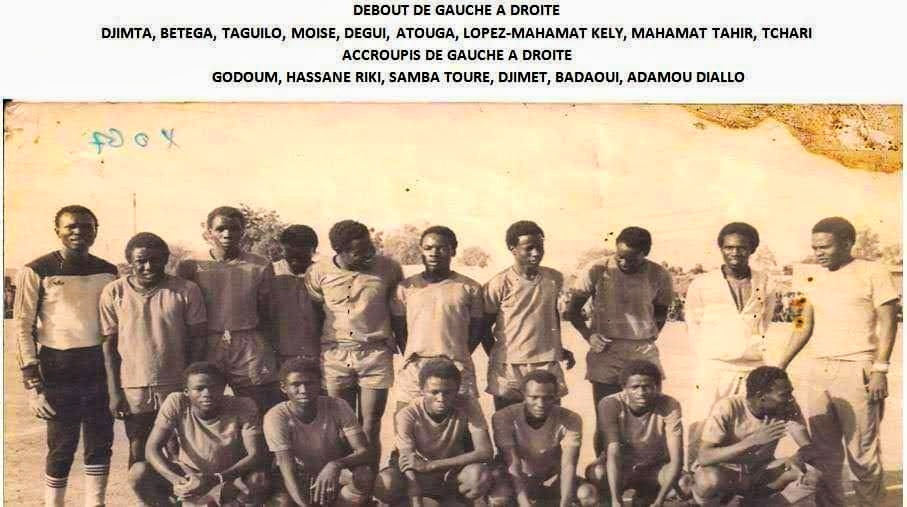 DEBOUT DE GAUCHE A DROITE
DJIMTA, BETEGA, TAGUILO, MOISE, DEGUI, ATOUGA, LOPEZ-MAHAMAT KELY, MAHAMAT TAHIR, TCHARI
ACCROUPIS DE GAUCHE A DROITE
GODOUM, HASSANE RIKI, SAMBA TOURE, DJIMET, BADAOUI, ADAMOU DIALLO